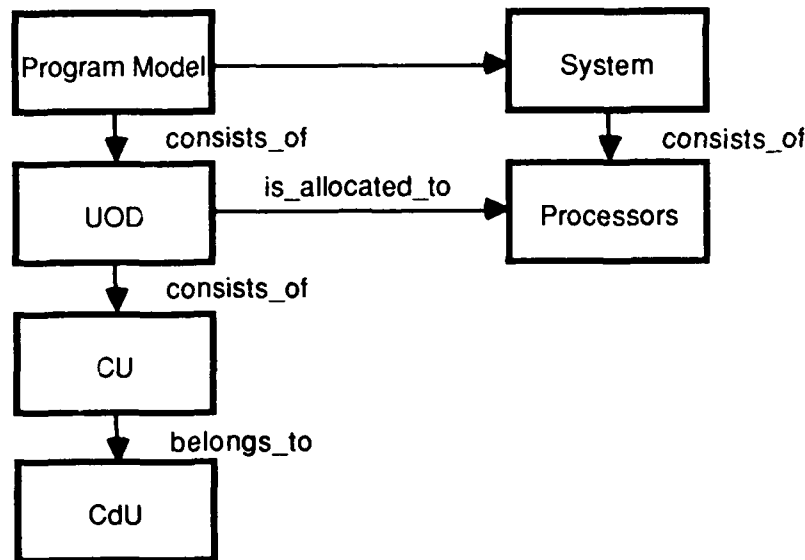 Program Model
System
consists_of
consists_of
is_allocated_to
UOD
Processors
consists_of
CU
belongs_to
CdU